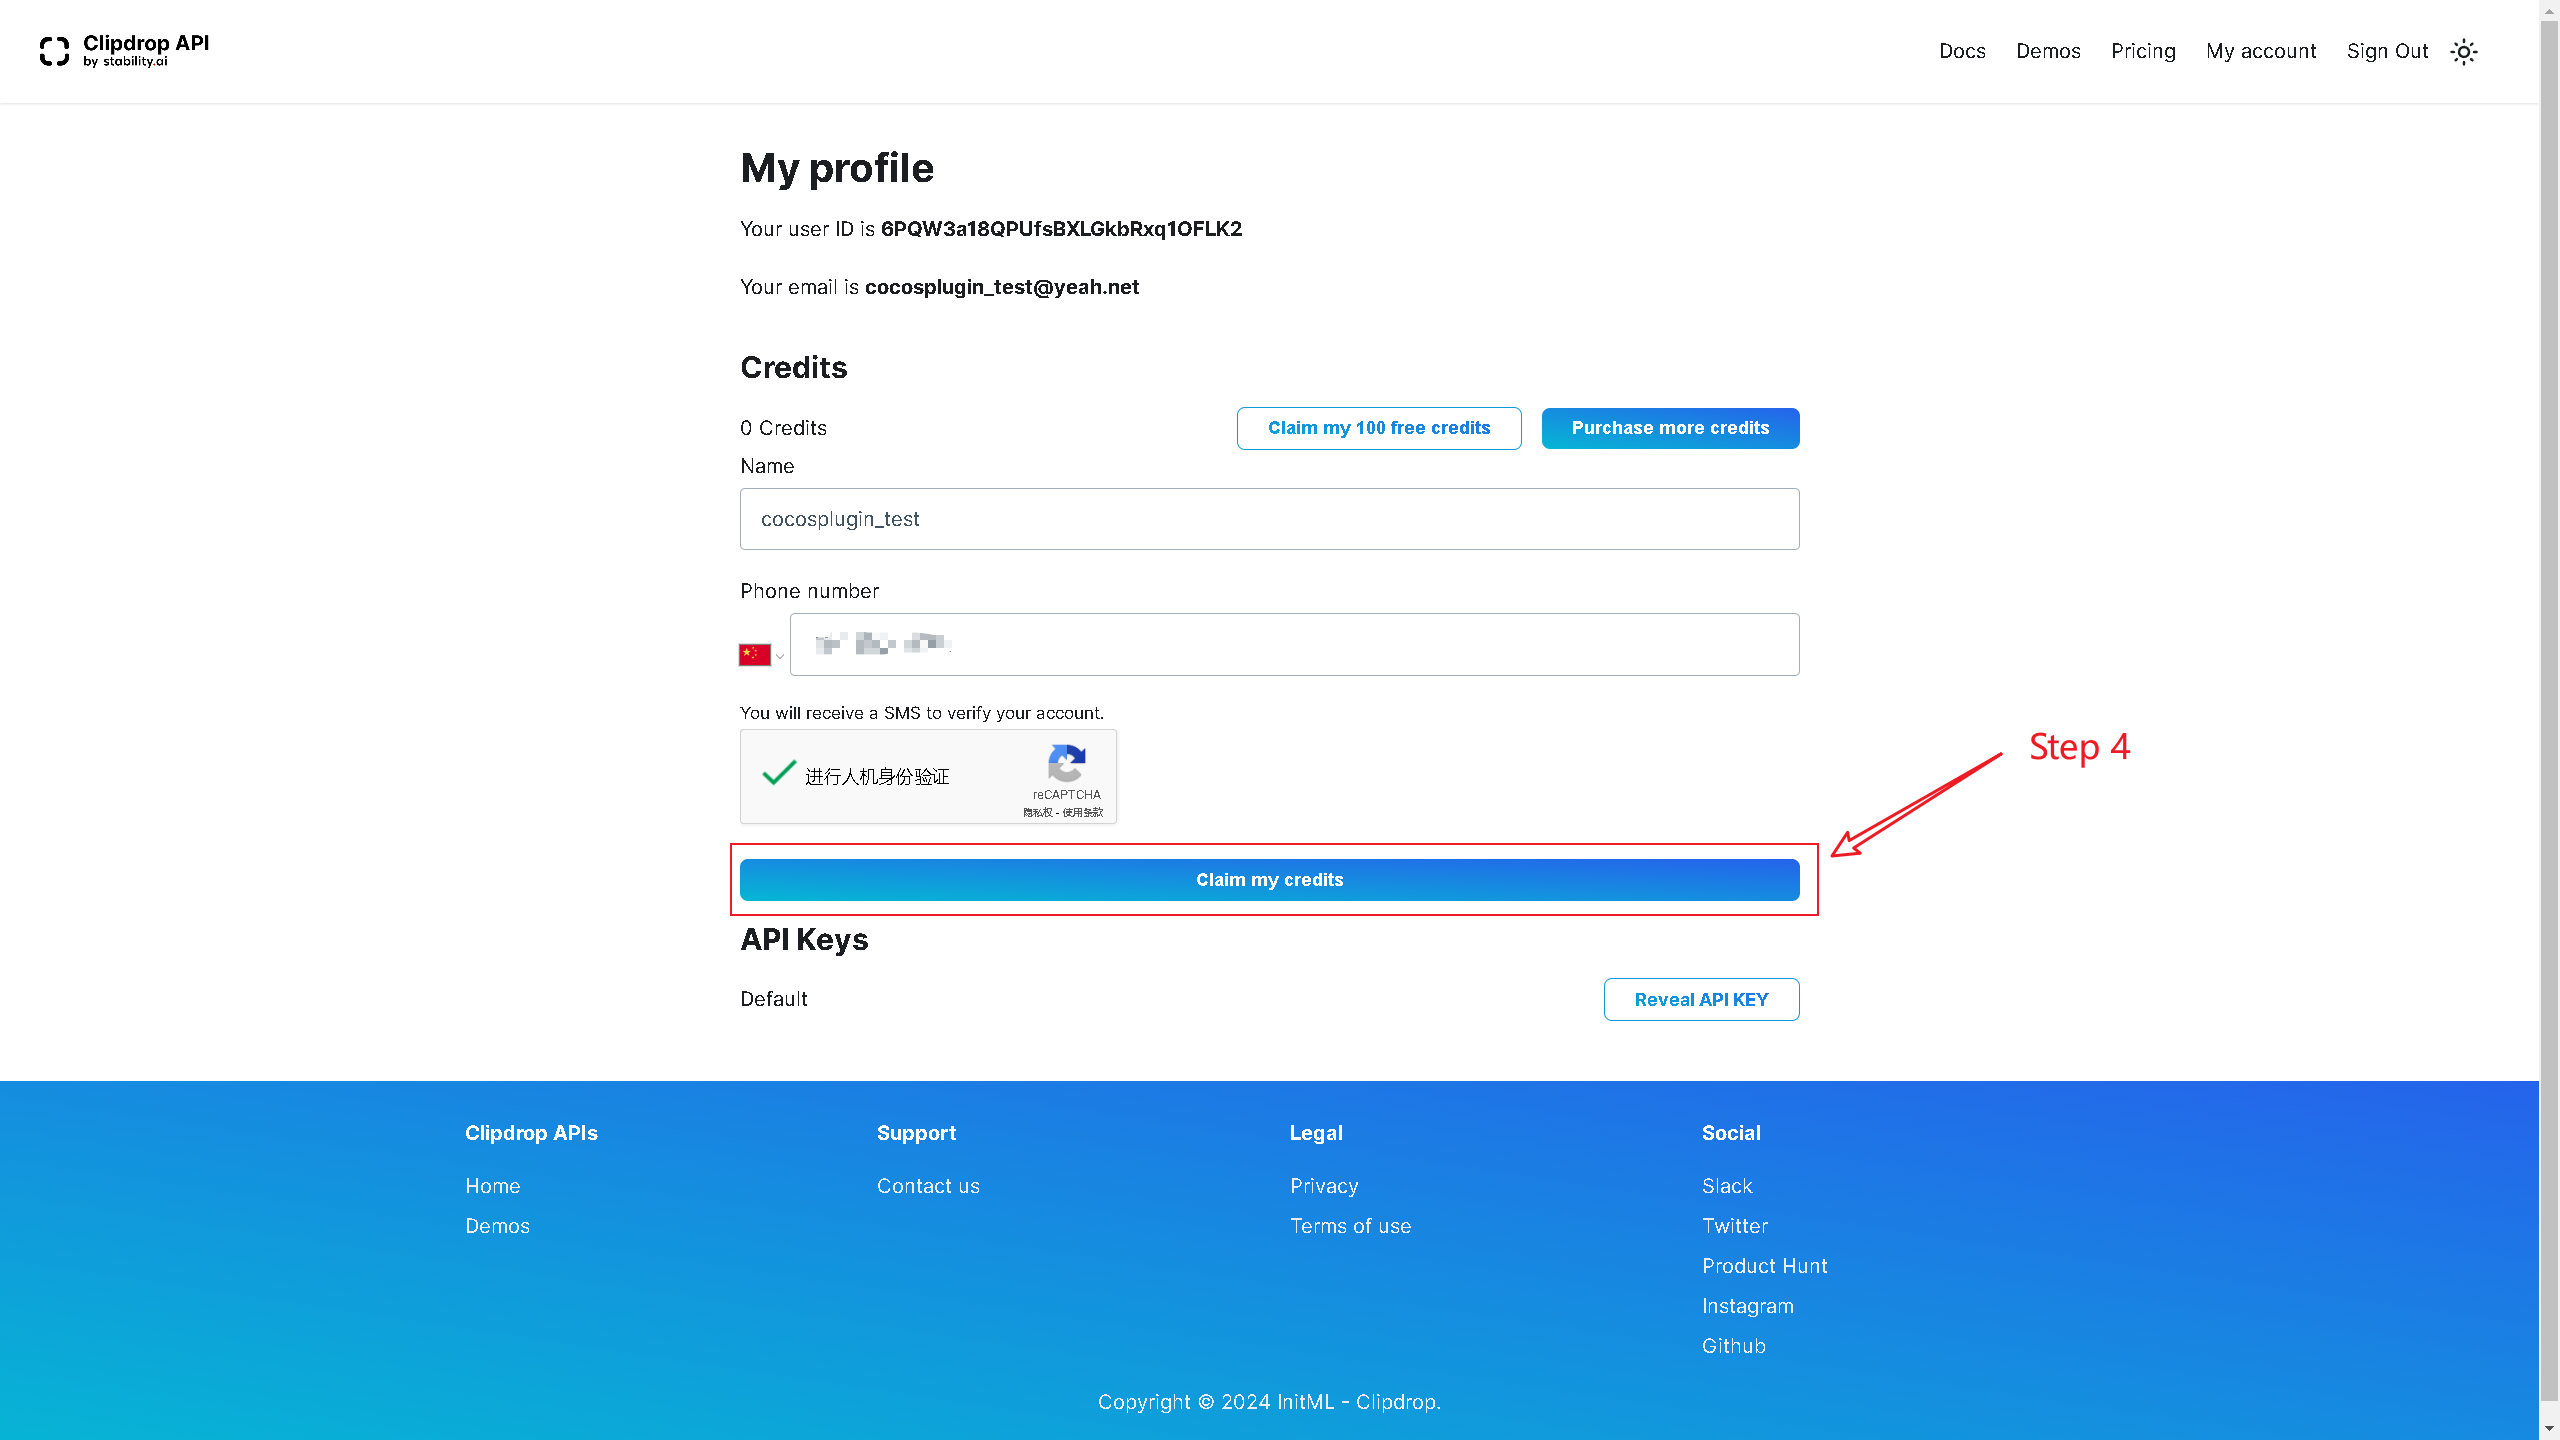 Clipdrop API
by stability.ai
Docs
Demos
Pricing
My account
Sign Out
My profile
Your user ID is 6PQW3a18QPUfsBXLGkbRxq1OFLK2
Your email is cocosplugin_test@yeah.net
Credits
0 Credits
Claim my 100 free credits
Purchase more credits
Name
cocosplugin_test
Phone number
You will receive a SMS to verify your account.
进行人机身份验证
reCAPTCHA
隐私权 - 使用条款
Step 4
Claim my credits
API Keys
Default
Reveal API KEY
Clipdrop APIs
Home
Demos
Support
Contact us
Legal
Privacy
Terms of use
Social
Slack
Twitter
Product Hunt
Instagram
Github
Copyright © 2024 InitML - Clipdrop.